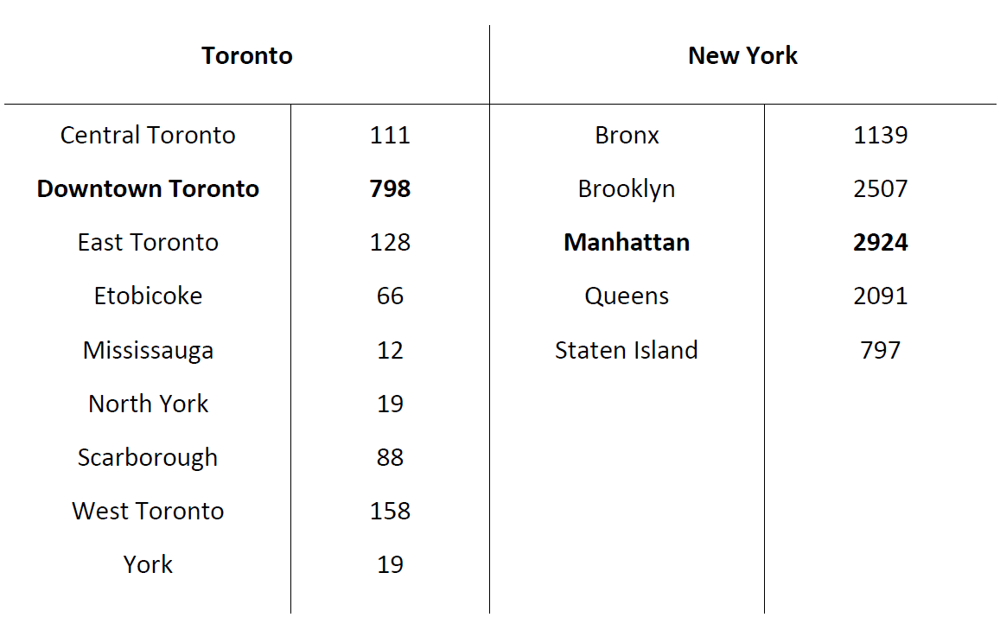 Toronto New York
Central Toronto 111 Bronx 1139
Downtown Toronto 798 Brooklyn 2507
East Toronto 128 Manhattan 2924
Etobicoke 66 Queens 2091
Mississauga 12 Staten Island 797
North York 19
Scarborough 88
West Toronto 158
York 19